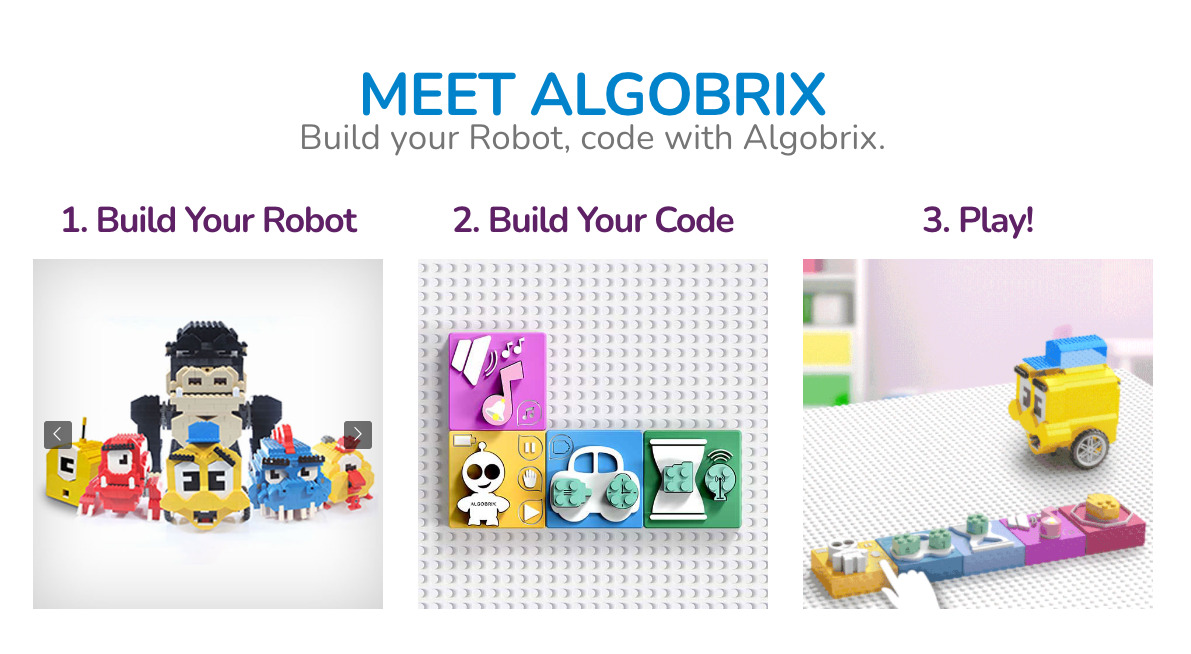 MEET ALGOBRIX
Build your Robot, code with Algobrix.
1. Build Your Robot
2. Build Your Code
3. Play!
ALGOBRIX